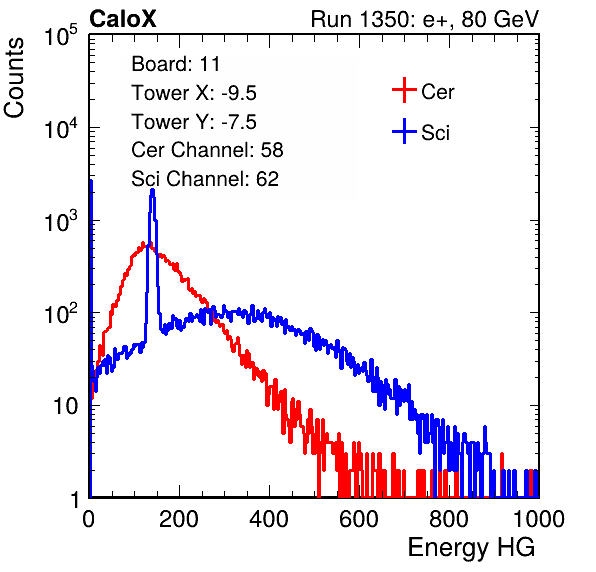 CaloX Run 1350: e+, 80 GeV
Counts
Board: 11
Tower X: -9.5
Tower Y: -7.5
Cer Channel: 58
Sci Channel: 62
Cer
Sci
10^5
10^4
10^3
10^2
10
1
0 200 400 600 800 1000
Energy HG